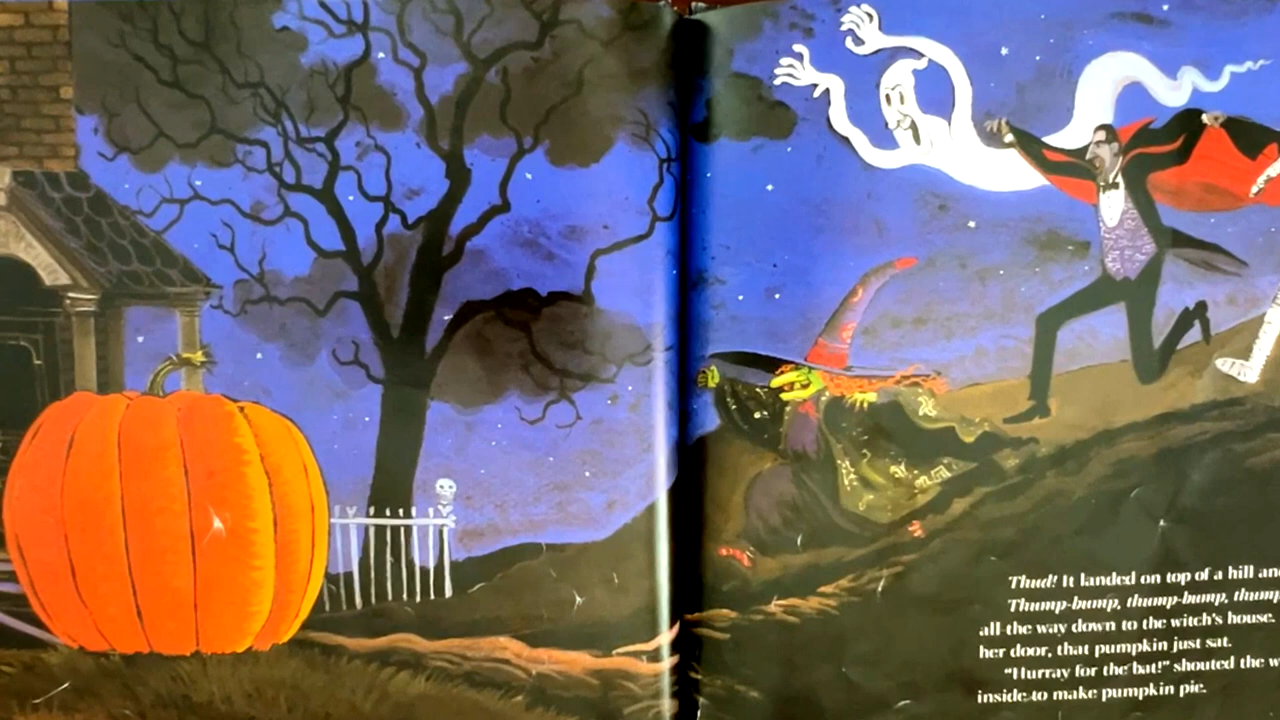 Thud! It landed on top of a hill and
Thump-bump, thump-bump, thump
all the way down to the witch's house.
her door, that pumpkin just sat.
"Hurray for the bat!" shouted the w
inside to make pumpkin pie.